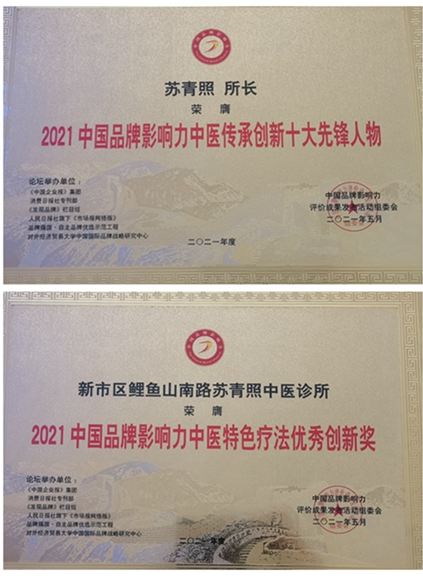 苏青照 所长
荣膺
2021中国品牌影响力中医传承创新十大先锋人物
论坛举办单位：
《中国企业报》集团
消费日报社专刊部
《发现品牌》栏目组
人民日报社旗下《市场报网络版》
品牌强国·自主品牌优选示范工程
对外经济贸易大学中国国际品牌战略研究中心
中国品牌影响力
评价成果发布活动组委会
二〇二一年五月
二〇二一年度
新市区鲤鱼山南路苏青照中医诊所
荣膺
2021中国品牌影响力中医特色疗法优秀创新奖
论坛举办单位：
《中国企业报》集团
消费日报社专刊部
《发现品牌》栏目组
人民日报社旗下《市场报网络版》
品牌强国·自主品牌优选示范工程
对外经济贸易大学中国国际品牌战略研究中心
中国品牌影响力
评价成果发布活动组委会
二〇二一年五月
二〇二一年度